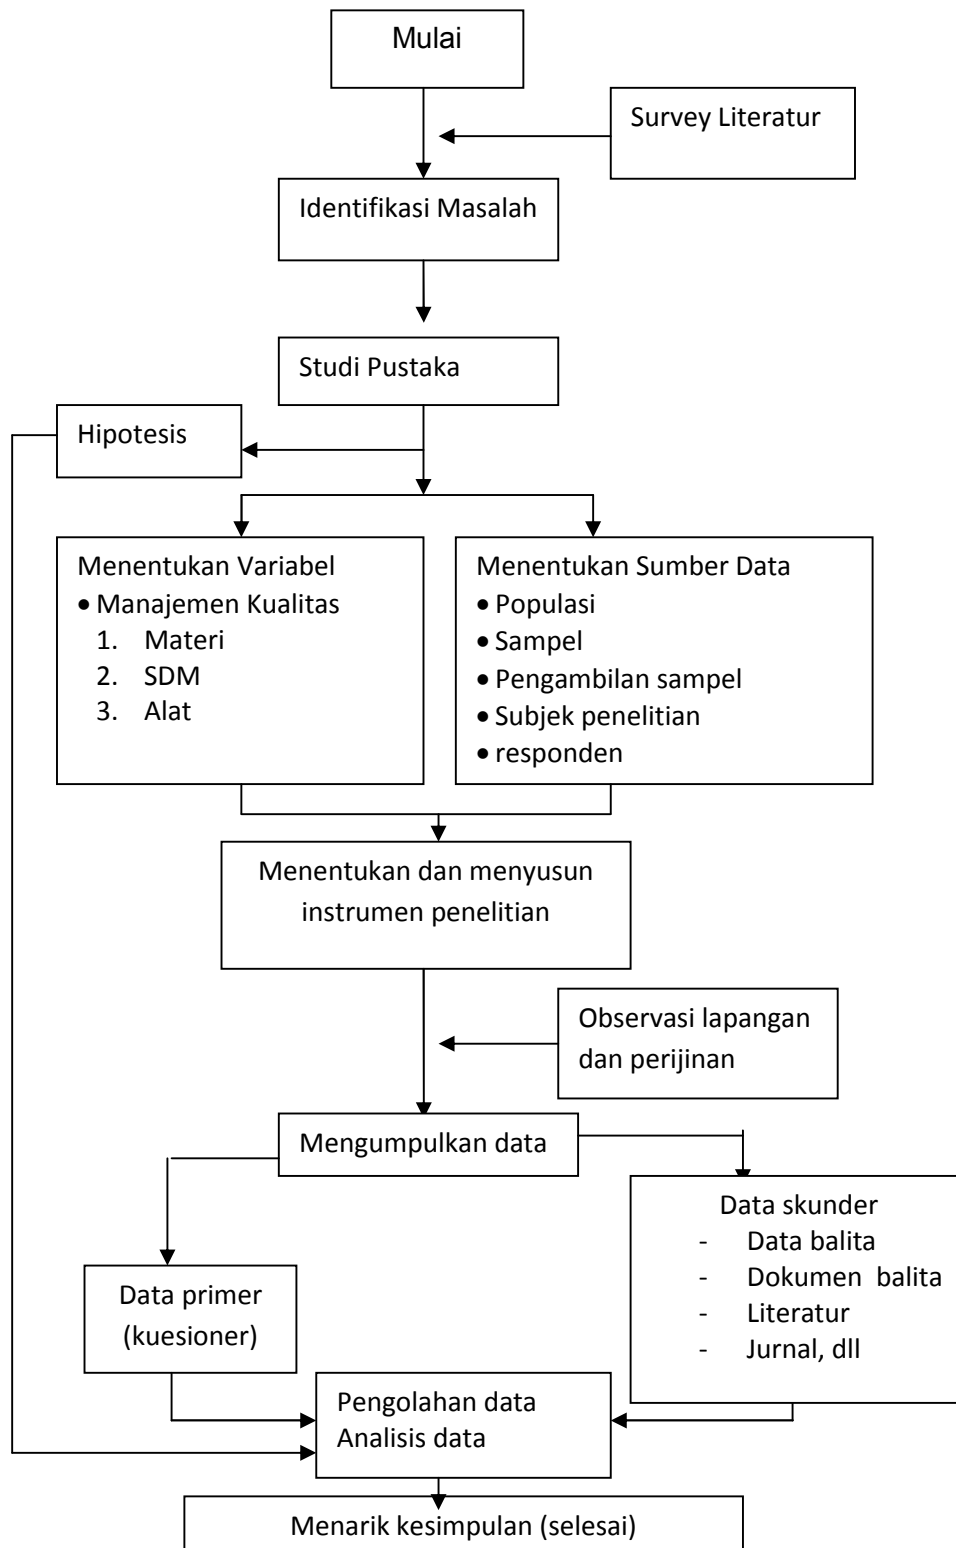 Mulai
Survey Literatur
Identifikasi Masalah
Studi Pustaka
Hipotesis
Menentukan Variabel
• Manajemen Kualitas
1. Materi
2. SDM
3. Alat
Menentukan Sumber Data
• Populasi
• Sampel
• Pengambilan sampel
• Subjek penelitian
• responden
Menentukan dan menyusun
instrumen penelitian
Observasi lapangan
dan perijinan
Mengumpulkan data
Data primer
(kuesioner)
Data skunder
- Data balita
- Dokumen balita
- Literatur
- Jurnal, dll
Pengolahan data
Analisis data
Menarik kesimpulan (selesai)